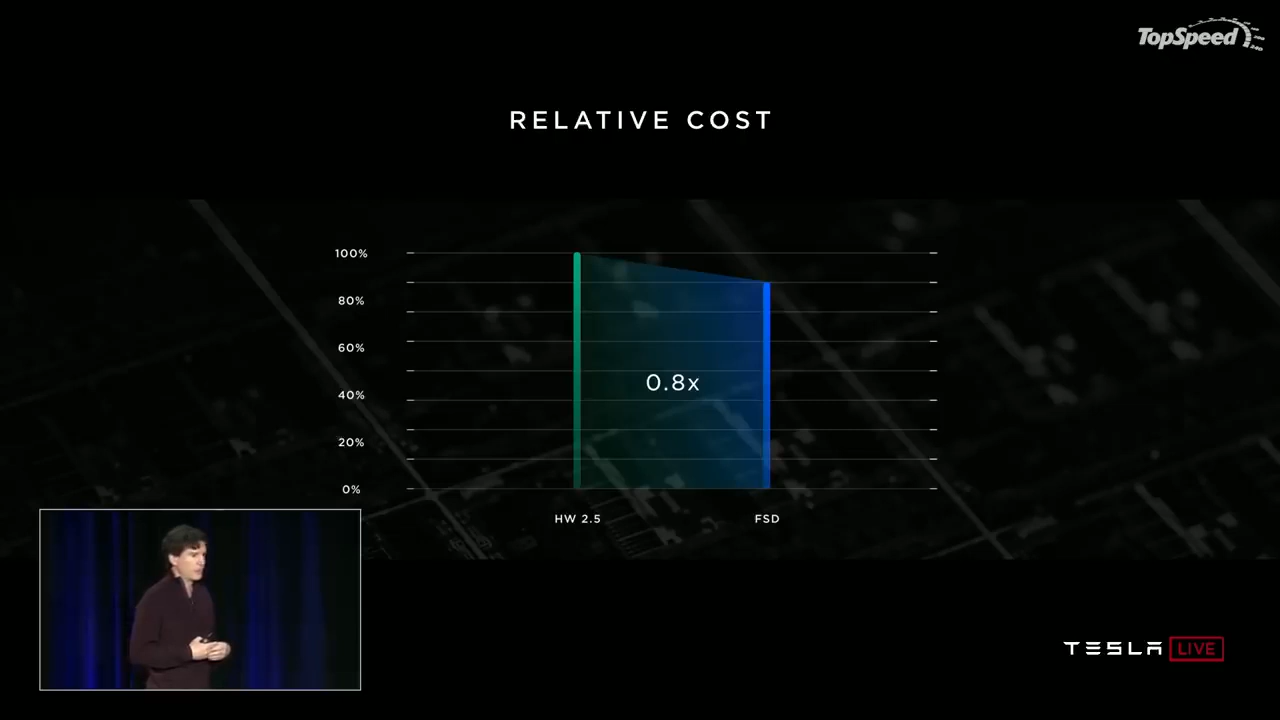 TopSpeed
RELATIVE COST
100%
80%
60%
40%
20%
0%
0.8x
HW 2.5
FSD
TESLA LIVE